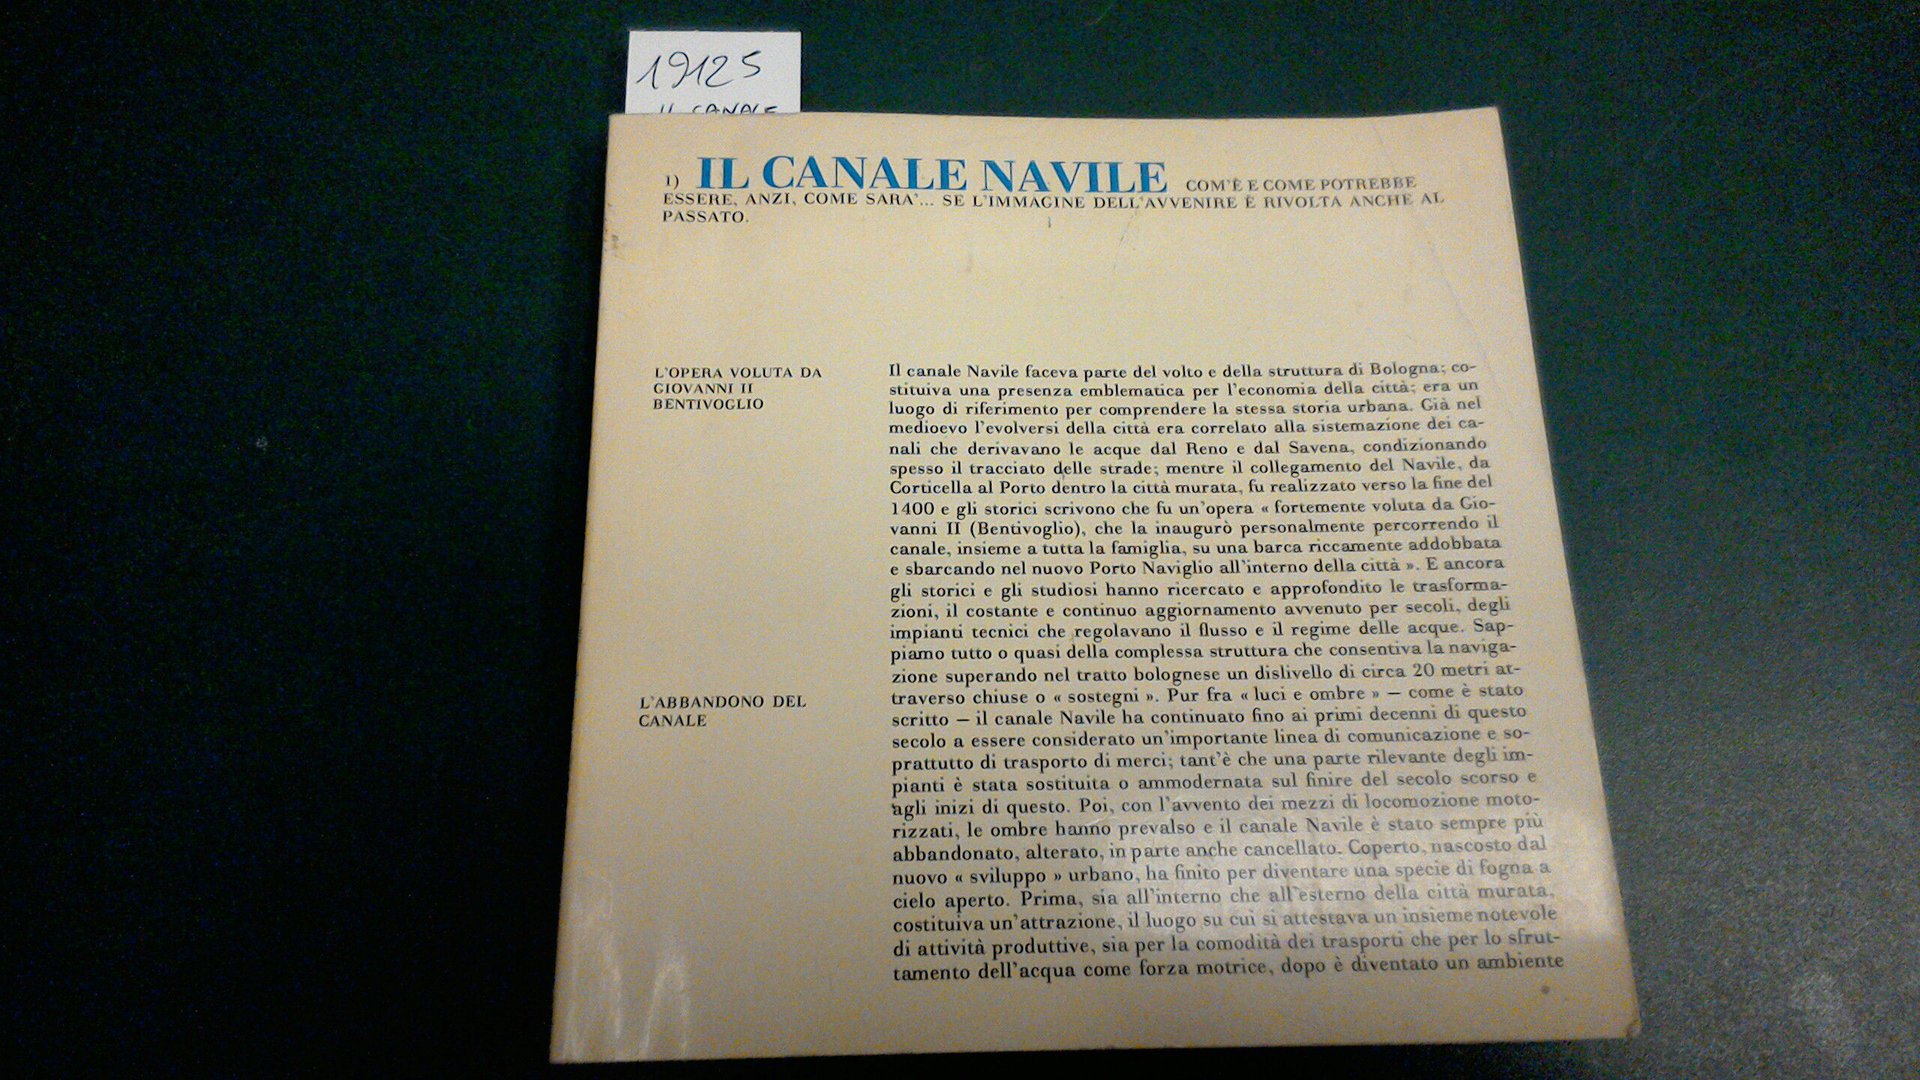 19125
IL CANALE
1) IL CANALE NAVILE COM'È E COME POTREBBE
ESSERE, ANZI, COME SARA'... SE L'IMMAGINE DELL'AVVENIRE È RIVOLTA ANCHE AL
PASSATO.
L'OPERA VOLUTA DA
GIOVANNI II
BENTIVOGLIO
Il canale Navile faceva parte del volto e della struttura di Bologna; co-
stituiva una presenza emblematica per l'economia della città; era un
luogo di riferimento per comprendere la stessa storia urbana. Già nel
medioevo l'evolversi della città era correlato alla sistemazione dei ca-
nali che derivavano le acque dal Reno e dal Savena, condizionando
spesso il tracciato delle strade; mentre il collegamento del Navile, da
Corticella al Porto dentro la città murata, fu realizzato verso la fine del
1400 e gli storici scrivono che fu un'opera « fortemente voluta da Gio-
vanni II (Bentivoglio), che la inaugurò personalmente percorrendo il
canale, insieme a tutta la famiglia, su una barca riccamente addobbata
e sbarcando nel nuovo Porto Naviglio all'interno della città ». E ancora
gli storici e gli studiosi hanno ricercato e approfondito le trasforma-
zioni, il costante e continuo aggiornamento avvenuto per secoli, degli
impianti tecnici che regolavano il flusso e il regime delle acque. Sap-
piamo tutto o quasi della complessa struttura che consentiva la naviga-
zione superando nel tratto bolognese un dislivello di circa 20 metri at-
L'ABBANDONO DEL
CANALE
traverso chiuse o « sostegni ». Pur fra « luci e ombre » — come è stato
scritto — il canale Navile ha continuato fino ai primi decenni di questo
secolo a essere considerato un'importante linea di comunicazione e so-
prattutto di trasporto di merci; tant'è che una parte rilevante degli im-
pianti è stata sostituita o ammodernata sul finire del secolo scorso e
agli inizi di questo. Poi, con l'avvento dei mezzi di locomozione moto-
rizzati, le ombre hanno prevalso e il canale Navile è stato sempre più
abbandonato, alterato, in parte anche cancellato. Coperto, nascosto dal
nuovo « sviluppo » urbano, ha finito per diventare una specie di fogna a
cielo aperto. Prima, sia all'interno che all'esterno della città murata,
costituiva un'attrazione, il luogo su cui si attestava un insieme notevole
di attività produttive, sia per la comodità dei trasporti che per lo sfrut-
tamento dell'acqua come forza motrice, dopo è diventato un ambiente